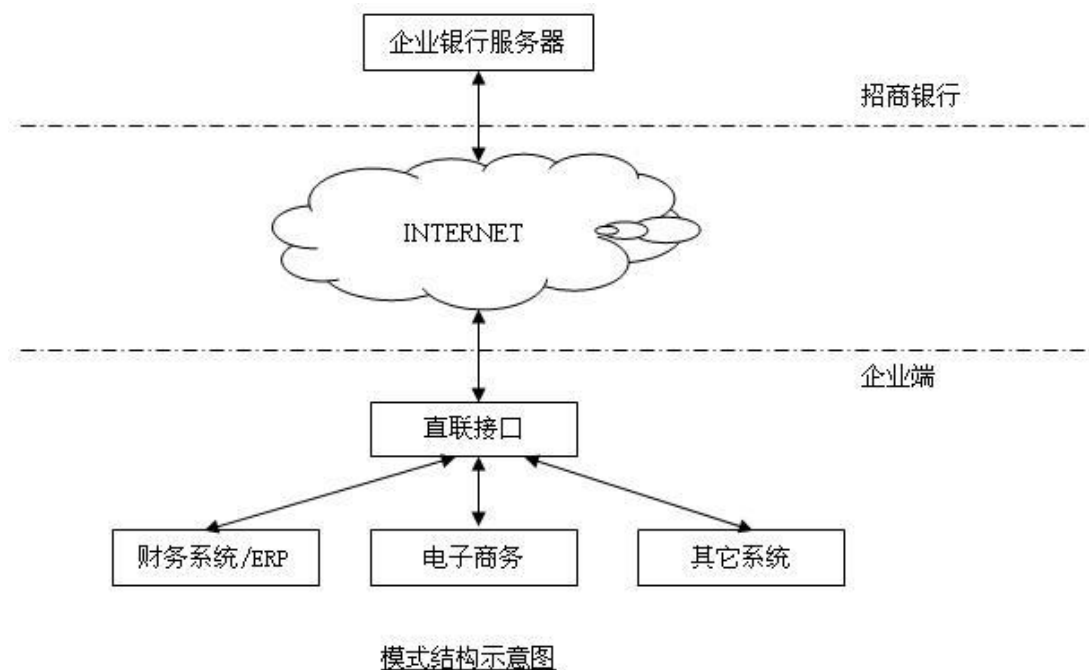 企业银行服务器
招商银行
INTERNET
企业端
直联接口
财务系统/ERP
电子商务
其它系统
模式结构示意图